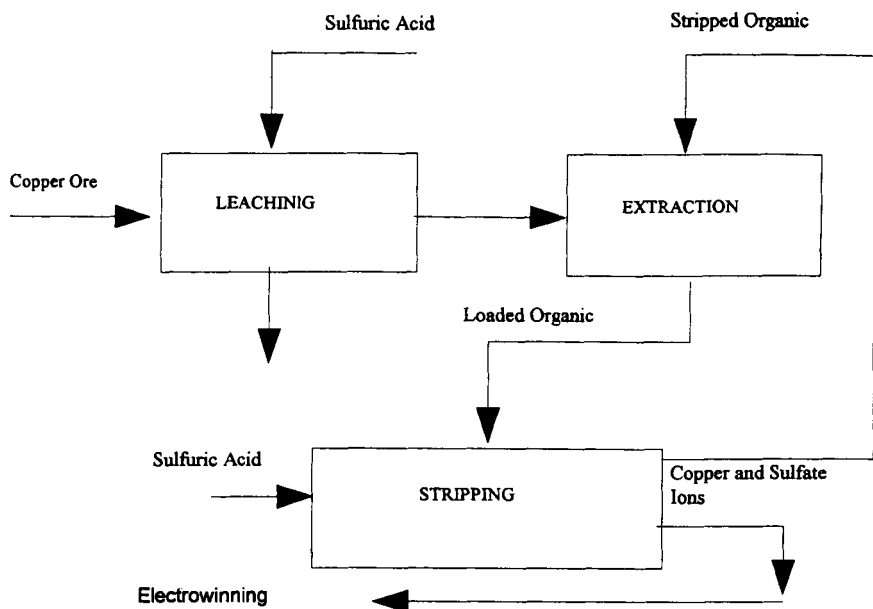 Sulfuric Acid
Stripped Organic
Copper Ore
LEACHINIG
EXTRACTION
Loaded Organic
Sulfuric Acid
STRIPPING
Copper and Sulfate
Ions
Electrowinning